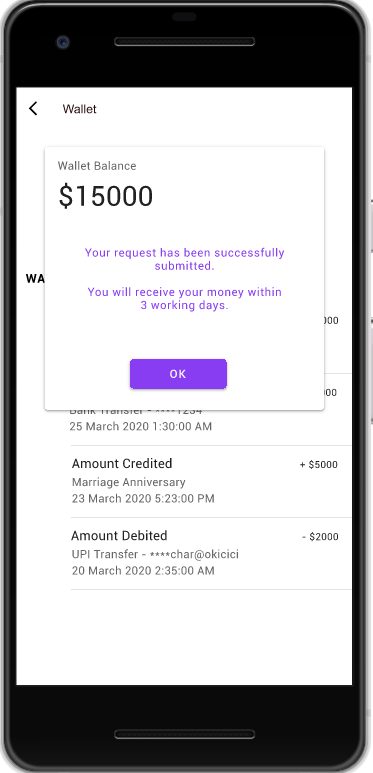 Wallet
Wallet Balance
$15000
Your request has been successfully
submitted.
You will receive your money within
3 working days.
WA
000
OK
00
Bank Transfer - ****1234
25 March 2020 1:30:00 AM
Amount Credited
+ $5000
Marriage Anniversary
23 March 2020 5:23:00 PM
Amount Debited
- $2000
UPI Transfer - ****char@okicici
20 March 2020 2:35:00 AM